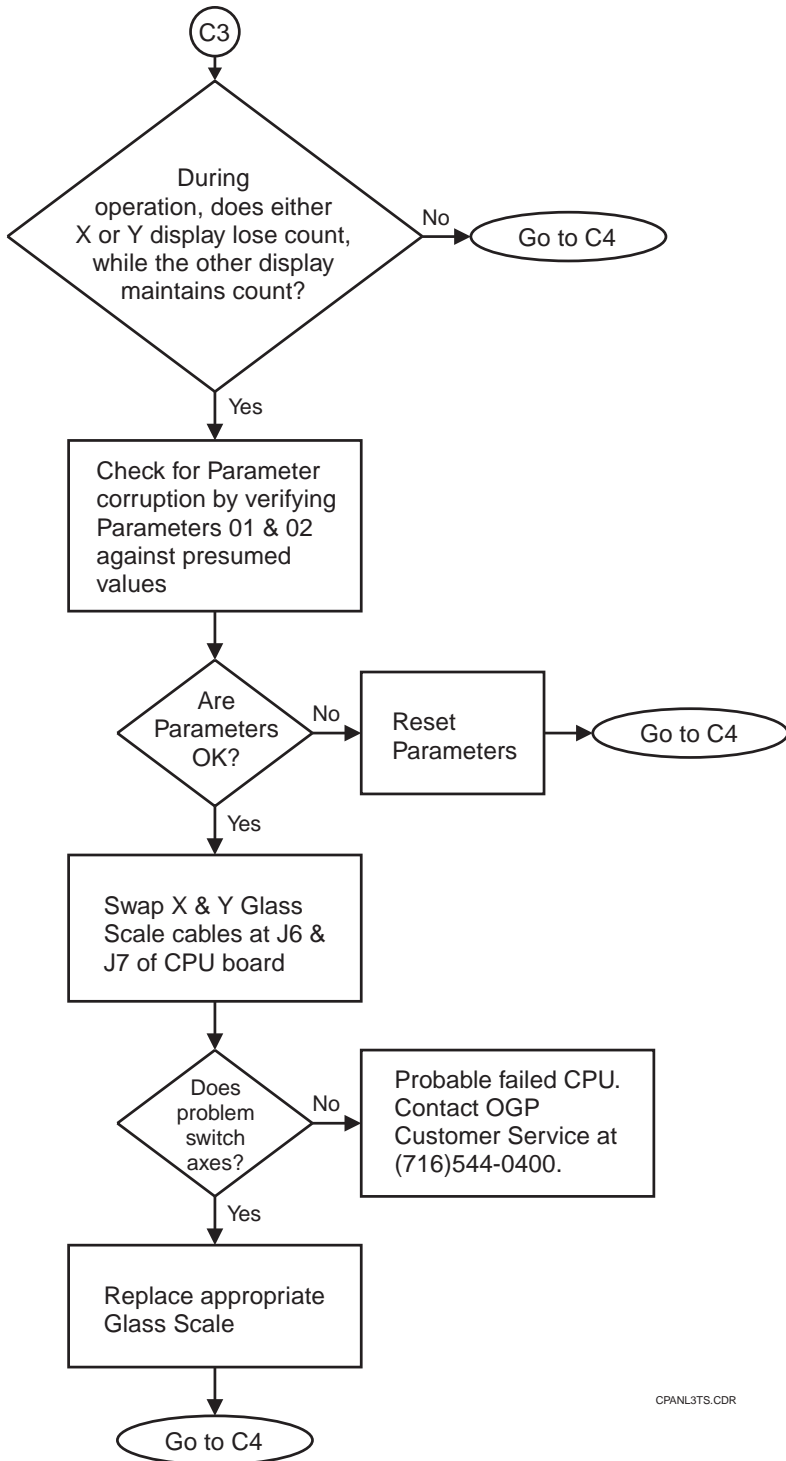 C3
During
operation, does either
X or Y display lose count,
while the other display
maintains count?
No
Go to C4
Yes
Check for Parameter
corruption by verifying
Parameters 01 & 02
against presumed
values
Are
Parameters
OK?
No
Reset
Parameters
Go to C4
Yes
Swap X & Y Glass
Scale cables at J6 &
J7 of CPU board
Does
problem
switch
axes?
No
Probable failed CPU.
Contact OGP
Customer Service at
(716)544-0400.
Yes
Replace appropriate
Glass Scale
CPANL3TS.CDR
Go to C4